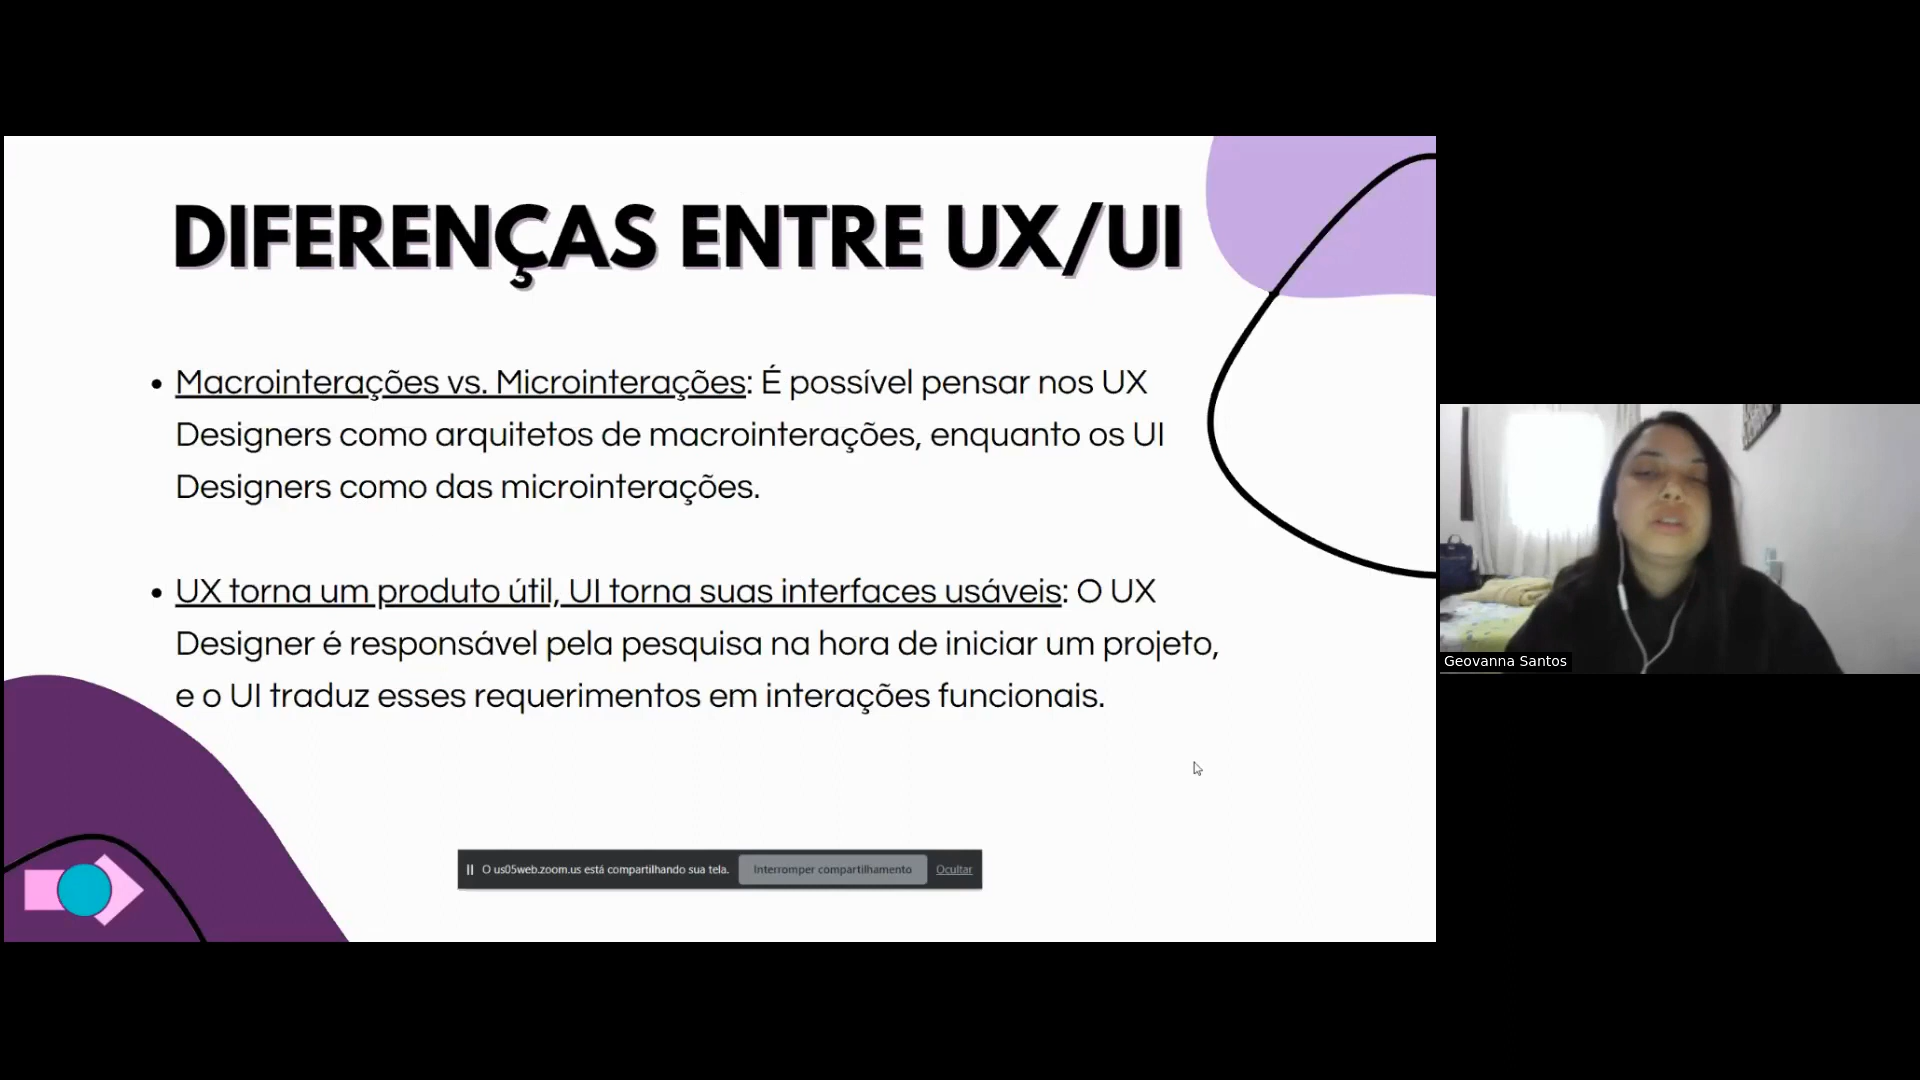 DIFERENÇAS ENTRE UX/UI
• Macrointerações vs. Microinterações: É possível pensar nos UX
Designers como arquitetos de macrointerações, enquanto os UI
Designers como das microinterações.
• UX torna um produto útil, UI torna suas interfaces usáveis: O UX
Designer é responsável pela pesquisa na hora de iniciar um projeto,
e o UI traduz esses requerimentos em interações funcionais.
O us05web.zoom.us está compartilhando sua tela. Interromper compartilhamento Ocultar
Geovanna Santos